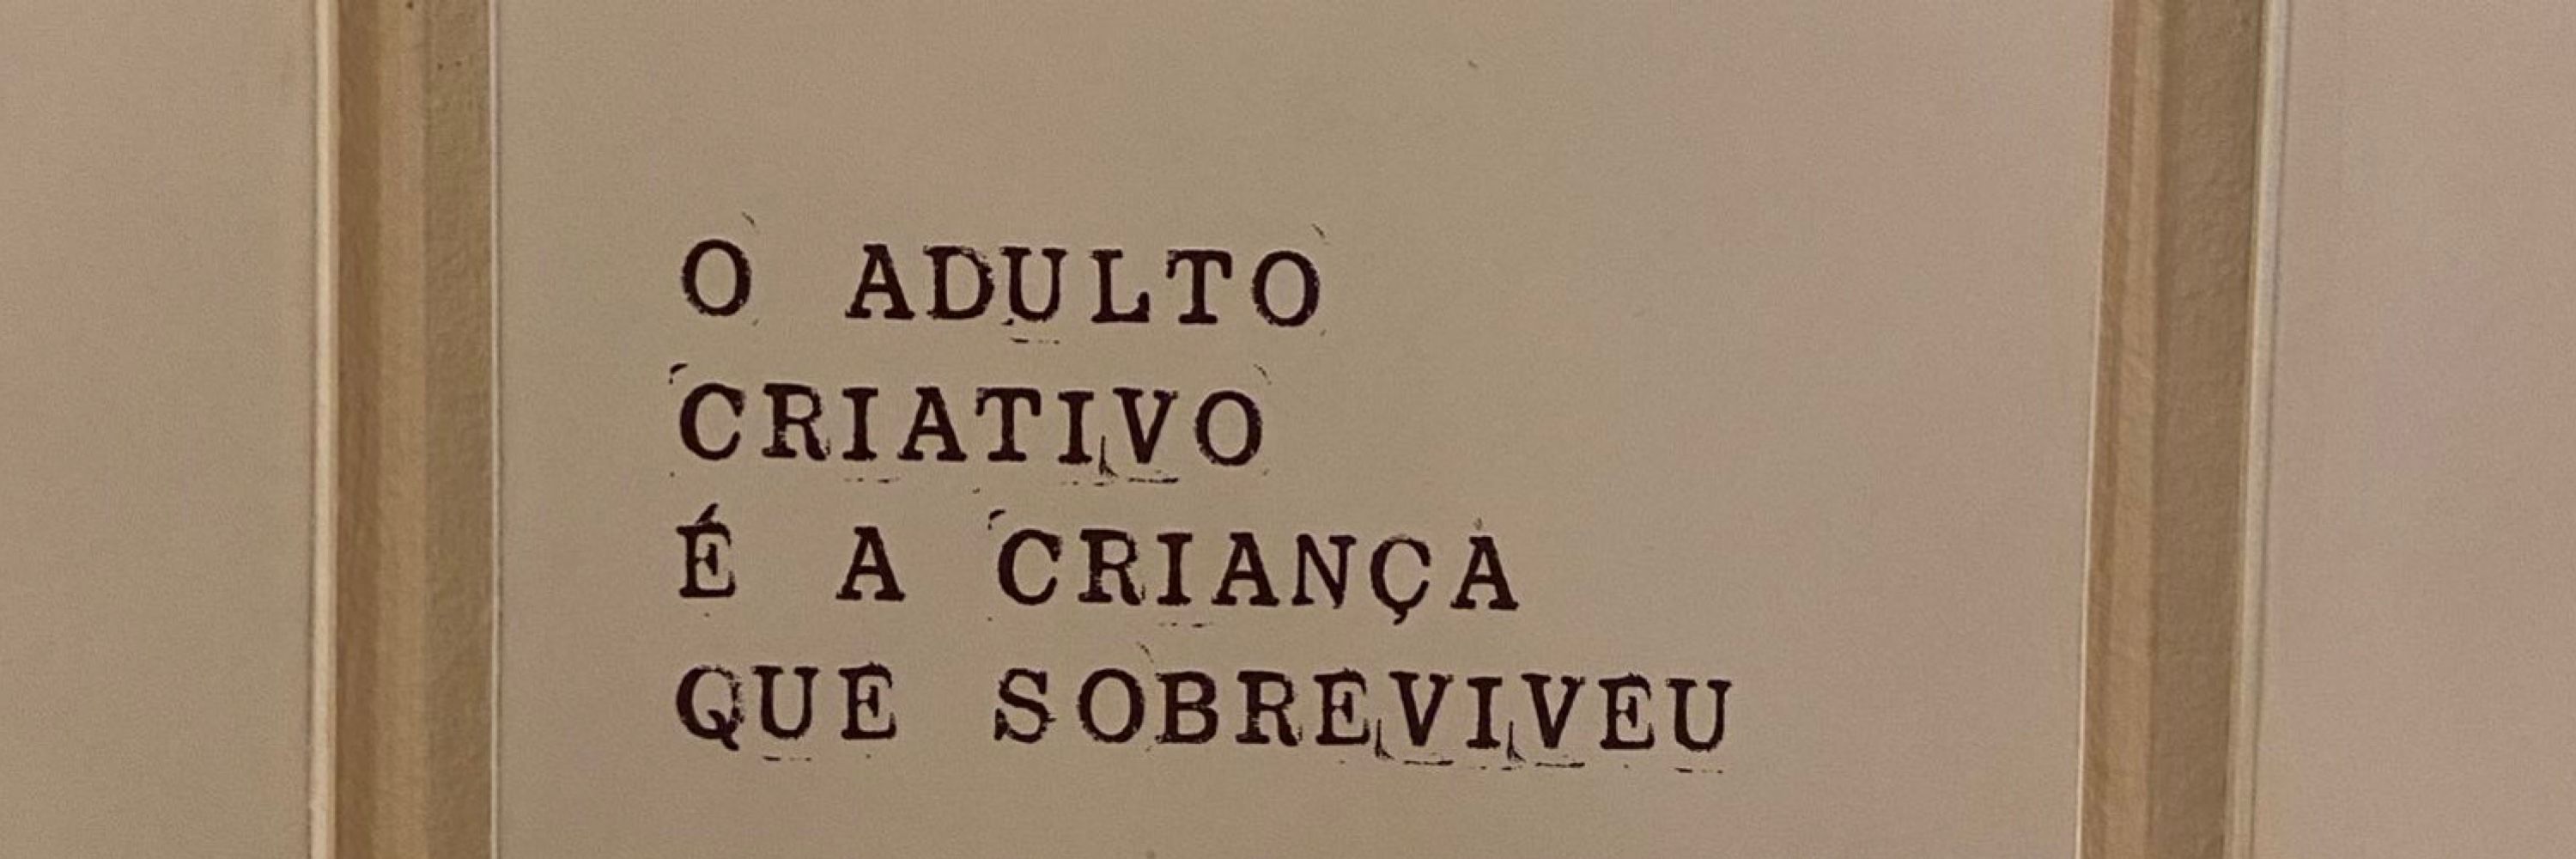 O ADULTO
CRIATIVO
É A CRIANÇA
QUE SOBREVIVEU